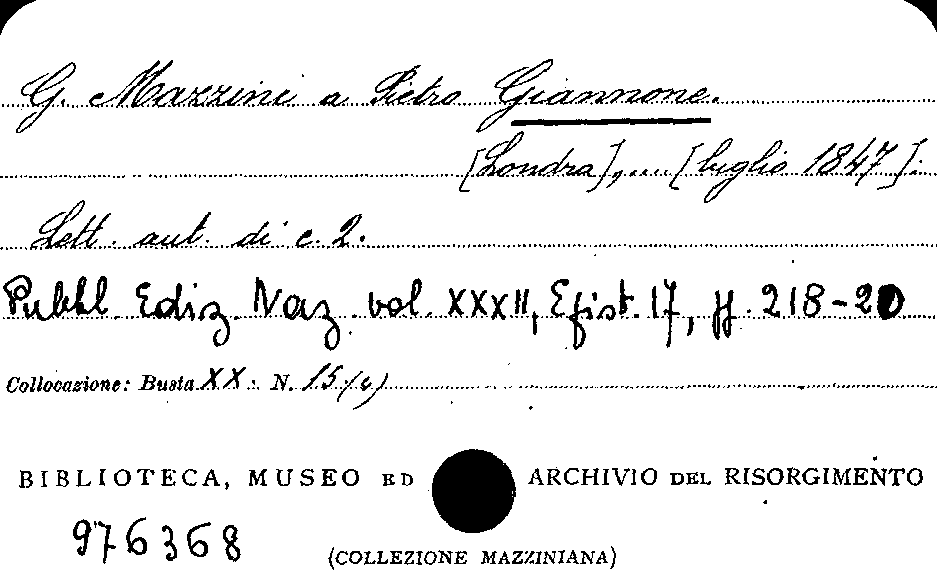 G. Mazzini a Pietro Giannone.
[Londra],.... [luglio 1847].
Lett. aut. di c. 2.
Pubbl. Ediz. Naz. vol. XXXII, Epist. 17, pp. 218-20
Collocazione: Busta XX. N. 15/(c)
BIBLIOTECA, MUSEO ED ARCHIVIO DEL RISORGIMENTO
976368
(COLLEZIONE MAZZINIANA)